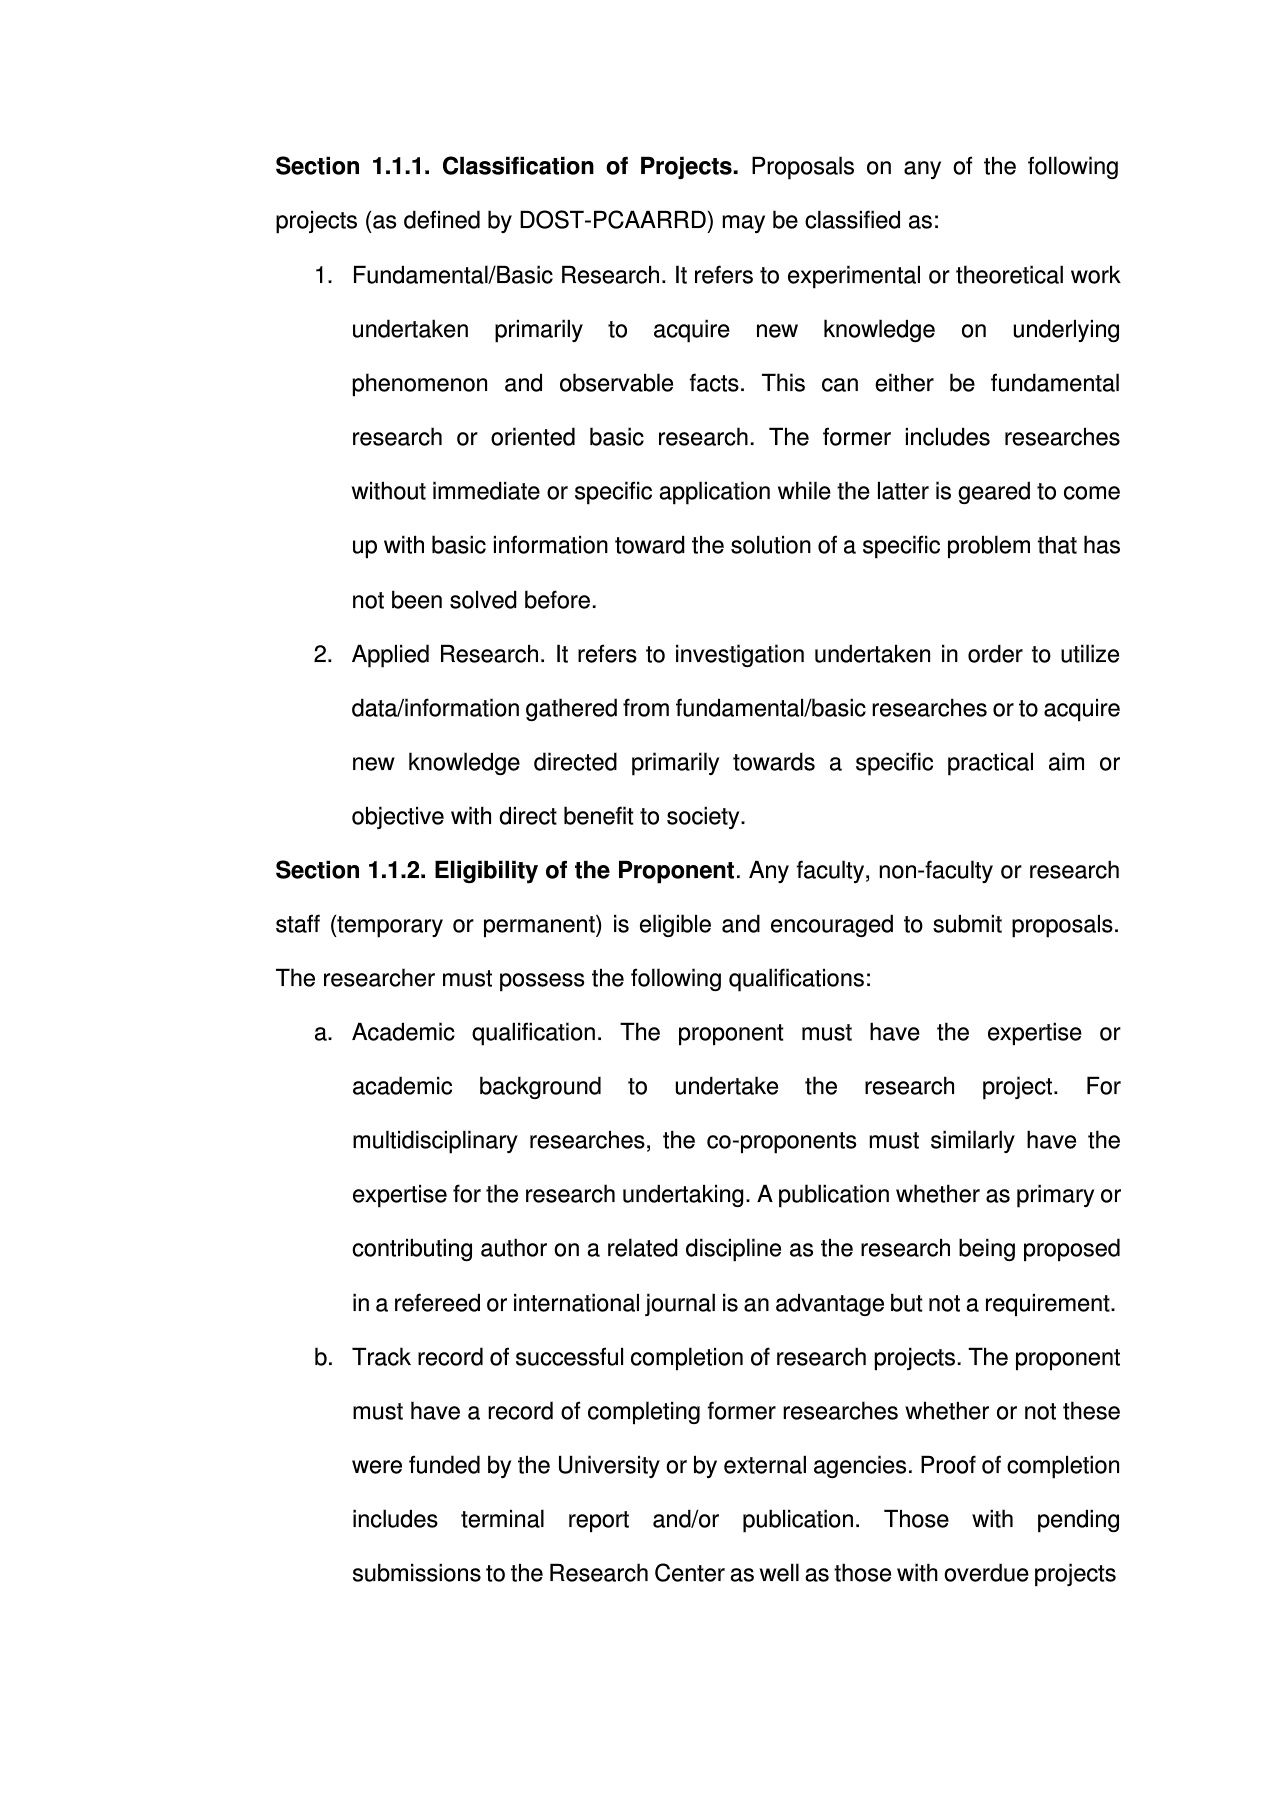 Section 1.1.1. Classification of Projects. Proposals on any of the following
projects (as defined by DOST-PCAARRD) may be classified as:
1. Fundamental/Basic Research. It refers to experimental or theoretical work
undertaken primarily to acquire new knowledge on underlying
phenomenon and observable facts. This can either be fundamental
research or oriented basic research. The former includes researches
without immediate or specific application while the latter is geared to come
up with basic information toward the solution of a specific problem that has
not been solved before.
2. Applied Research. It refers to investigation undertaken in order to utilize
data/information gathered from fundamental/basic researches or to acquire
new knowledge directed primarily towards a specific practical aim or
objective with direct benefit to society.
Section 1.1.2. Eligibility of the Proponent. Any faculty, non-faculty or research
staff (temporary or permanent) is eligible and encouraged to submit proposals.
The researcher must possess the following qualifications:
a. Academic qualification. The proponent must have the expertise or
academic background to undertake the research project. For
multidisciplinary researches, the co-proponents must similarly have the
expertise for the research undertaking. A publication whether as primary or
contributing author on a related discipline as the research being proposed
in a refereed or international journal is an advantage but not a requirement.
b. Track record of successful completion of research projects. The proponent
must have a record of completing former researches whether or not these
were funded by the University or by external agencies. Proof of completion
includes terminal report and/or publication. Those with pending
submissions to the Research Center as well as those with overdue projects